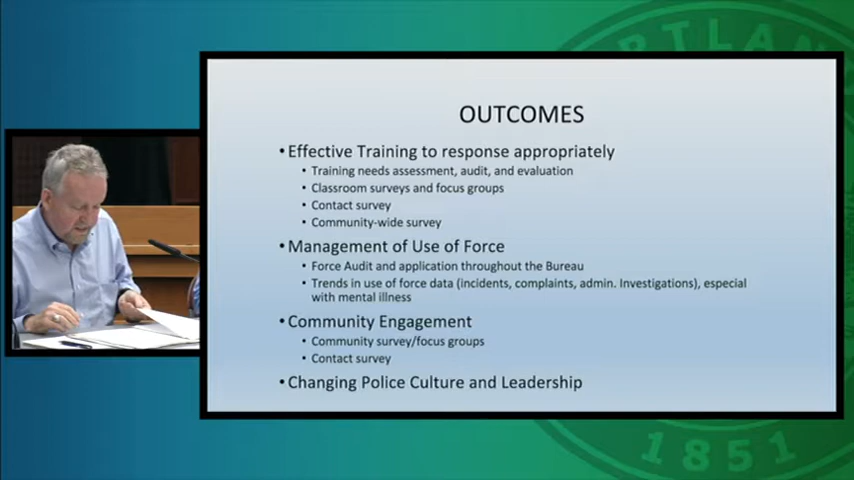 RTLAN
OUTCOMES
• Effective Training to response appropriately
• Training needs assessment, audit, and evaluation
• Classroom surveys and focus groups
• Contact survey
• Community-wide survey
• Management of Use of Force
• Force Audit and application throughout the Bureau
• Trends in use of force data (incidents, complaints, admin. Investigations), especial
with mental illness
• Community Engagement
• Community survey/focus groups
• Contact survey
• Changing Police Culture and Leadership
1851